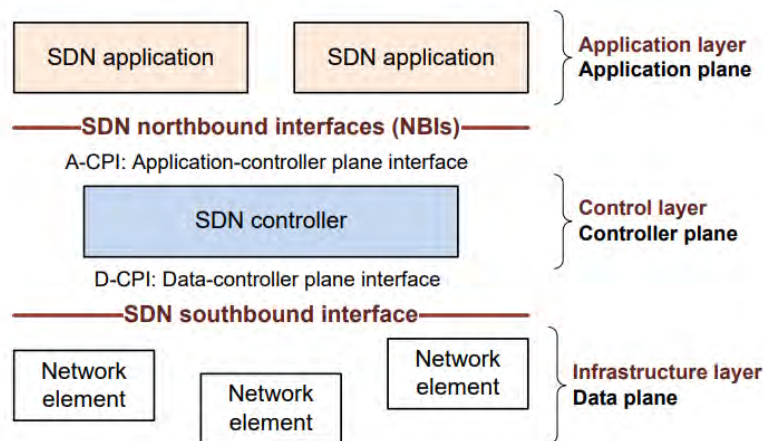 SDN application
SDN application
Application layer
Application plane
SDN northbound interfaces (NBIs)
A-CPI: Application-controller plane interface
SDN controller
Control layer
Controller plane
D-CPI: Data-controller plane interface
SDN southbound interface
Network
element
Network
element
Network
element
Infrastructure layer
Data plane